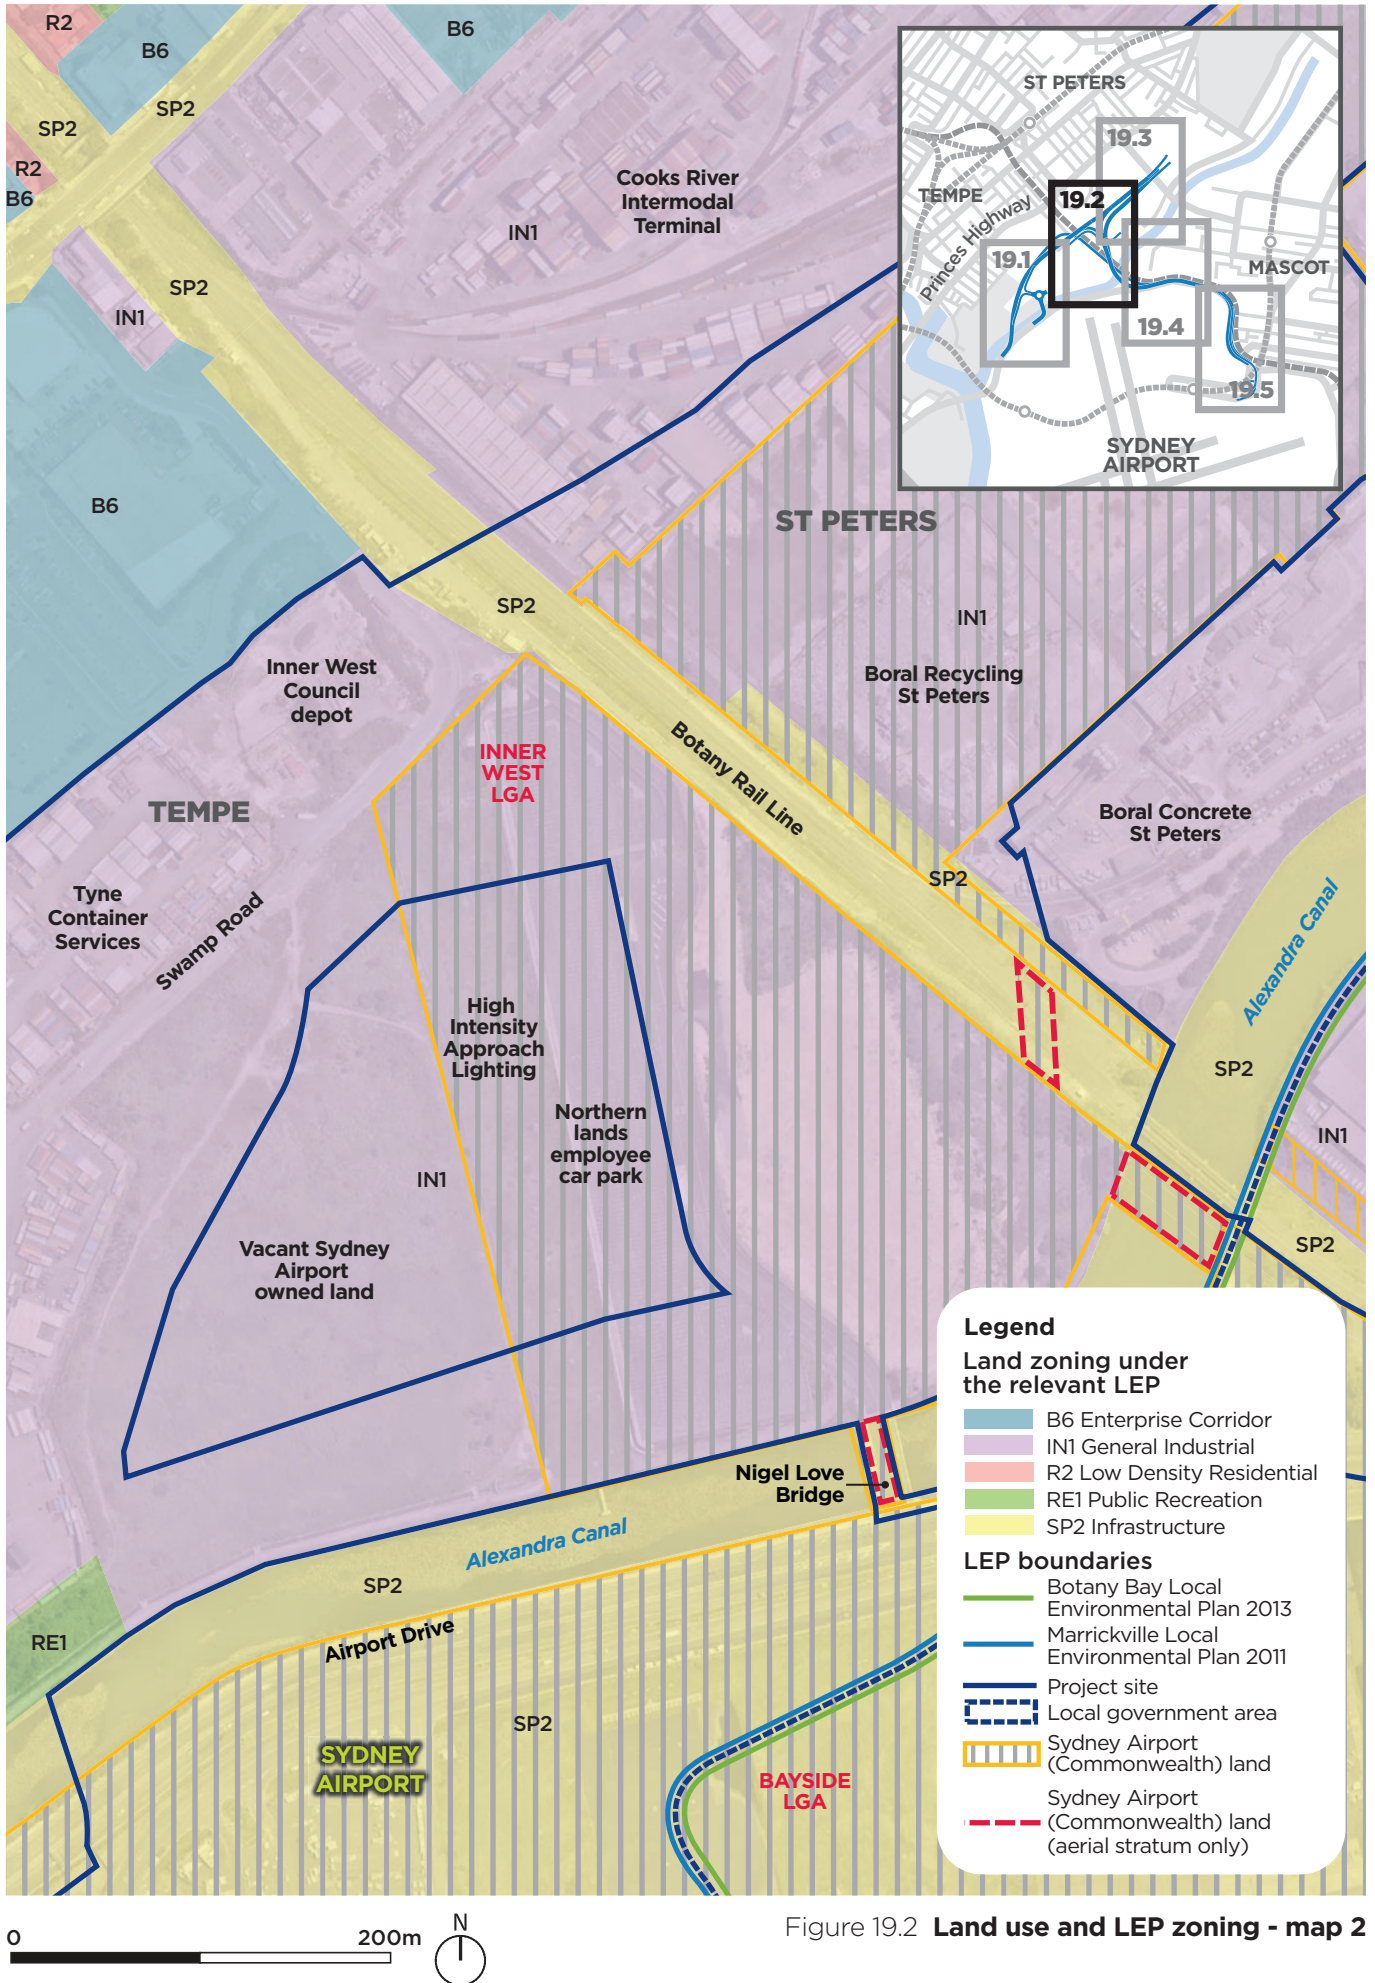 R2
B6
B6
SP2
SP2
R2
B6
SP2
IN1
Cooks River
Intermodal
Terminal
IN1
ST PETERS
19.3
TEMPE
19.2
Princes Highway
19.1
MASCOT
19.4
19.5
SYDNEY
AIRPORT
B6
ST PETERS
SP2
IN1
Inner West
Council
depot
Boral Recycling
St Peters
INNER
WEST
LGA
Botany Rail Line
TEMPE
Boral Concrete
St Peters
SP2
Tyne
Container
Services
Swamp Road
Alexandra Canal
High
Intensity
Approach
Lighting
SP2
Northern
lands
employee
car park
IN1
IN1
Vacant Sydney
Airport
owned land
SP2
Nigel Love
Bridge
Alexandra Canal
SP2
RE1
Airport Drive
SP2
SYDNEY
AIRPORT
BAYSIDE
LGA
Legend
Land zoning under
the relevant LEP
B6 Enterprise Corridor
IN1 General Industrial
R2 Low Density Residential
RE1 Public Recreation
SP2 Infrastructure
LEP boundaries
Botany Bay Local
Environmental Plan 2013
Marrickville Local
Environmental Plan 2011
Project site
Local government area
Sydney Airport
(Commonwealth) land
Sydney Airport
(Commonwealth) land
(aerial stratum only)
0 200m
N
Figure 19.2 Land use and LEP zoning - map 2